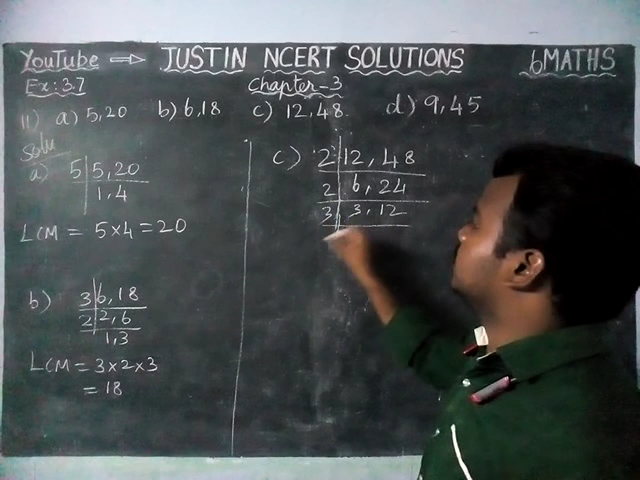 YouTube ⇒ JUSTIN NCERT SOLUTIONS 6MATHS
Ex:3.7 Chapter-3
11) a) 5,20 b) 6,18 c) 12,48. d) 9,45
Solu
a) 5 | 5,20
1,4
LCM = 5×4=20
b) 3 | 6,18
2 | 2,6
1,3
LCM = 3×2×3
= 18
c) 2 | 12,48
2 | 6,24
3 | 3,12